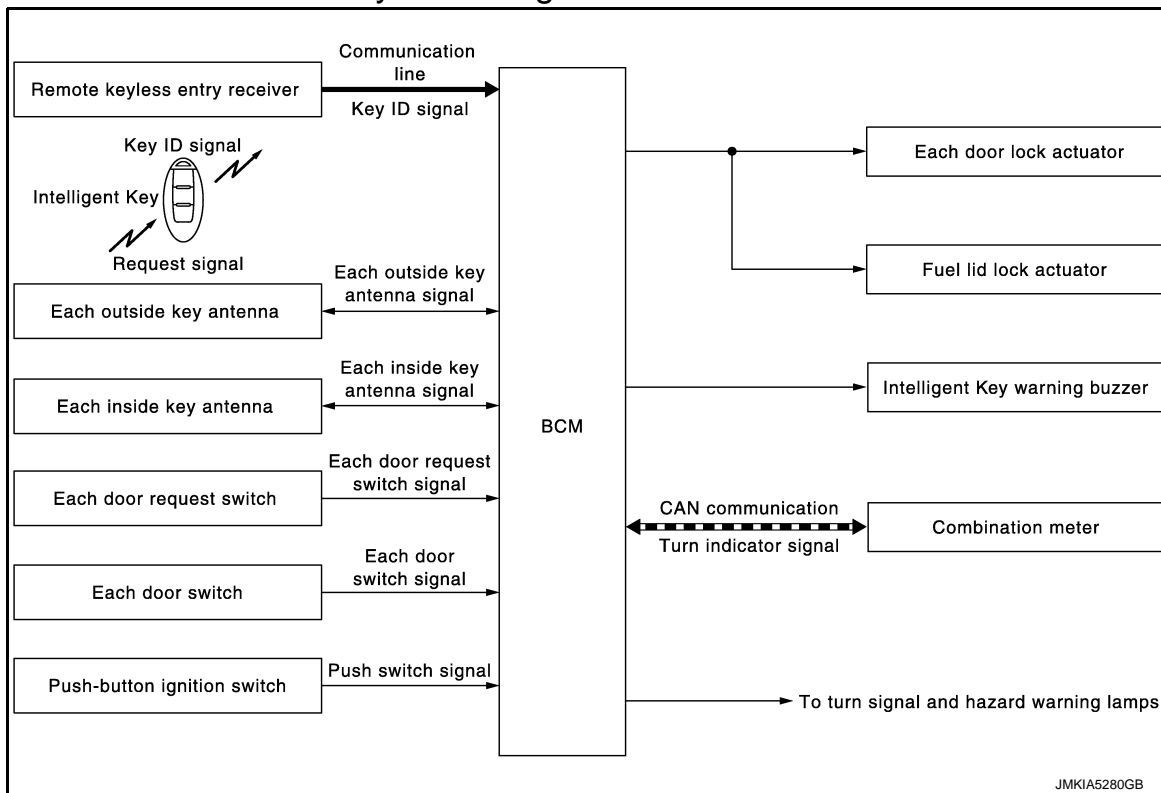 Communication
line
Remote keyless entry receiver
Key ID signal
Key ID signal
Intelligent Key
Request signal
Each outside key
antenna signal
Each outside key antenna
Each inside key
antenna signal
Each inside key antenna
Each door request
switch signal
Each door request switch
Each door
switch signal
Each door switch
Push switch signal
Push-button ignition switch
BCM
Each door lock actuator
Fuel lid lock actuator
Intelligent Key warning buzzer
CAN communication
Turn indicator signal
Combination meter
To turn signal and hazard warning lamps
JMKIA5280GB